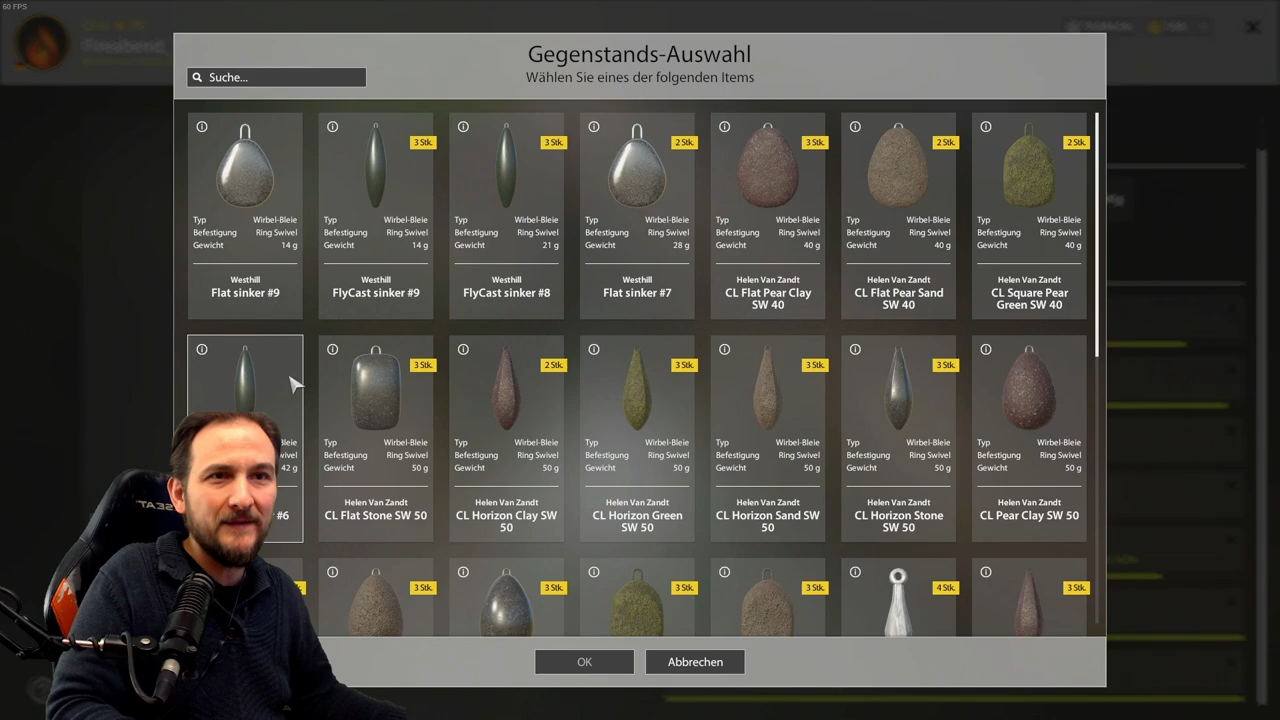 60 FPS
Gegenstands-Auswahl
Wählen Sie eines der folgenden Items
Suche...
3 Stk.
3 Stk.
2 Stk.
3 Stk.
2 Stk.
2 Stk.
Typ Wirbel-Bleie
Befestigung Ring Swivel
Gewicht 14 g
Westhill
Flat sinker #9
Typ Wirbel-Bleie
Befestigung Ring Swivel
Gewicht 14 g
Westhill
FlyCast sinker #9
Typ Wirbel-Bleie
Befestigung Ring Swivel
Gewicht 21 g
Westhill
FlyCast sinker #8
Typ Wirbel-Bleie
Befestigung Ring Swivel
Gewicht 28 g
Westhill
Flat sinker #7
Typ Wirbel-Bleie
Befestigung Ring Swivel
Gewicht 40 g
Helen Van Zandt
CL Flat Pear Clay
SW 40
Typ Wirbel-Bleie
Befestigung Ring Swivel
Gewicht 40 g
Helen Van Zandt
CL Flat Pear Sand
SW 40
Typ Wirbel-Bleie
Befestigung Ring Swivel
Gewicht 40 g
Helen Van Zandt
CL Square Pear
Green SW 40
3 Stk.
2 Stk.
3 Stk.
3 Stk.
3 Stk.
42 g
#6
Typ Wirbel-Bleie
Befestigung Ring Swivel
Gewicht 50 g
Helen Van Zandt
CL Flat Stone SW 50
Typ Wirbel-Bleie
Befestigung Ring Swivel
Gewicht 50 g
Helen Van Zandt
CL Horizon Clay SW
50
Typ Wirbel-Bleie
Befestigung Ring Swivel
Gewicht 50 g
Helen Van Zandt
CL Horizon Green
SW 50
Typ Wirbel-Bleie
Befestigung Ring Swivel
Gewicht 50 g
Helen Van Zandt
CL Horizon Sand SW
50
Typ Wirbel-Bleie
Befestigung Ring Swivel
Gewicht 50 g
Helen Van Zandt
CL Horizon Stone
SW 50
Typ Wirbel-Bleie
Befestigung Ring Swivel
Gewicht 50 g
Helen Van Zandt
CL Pear Clay SW 50
3 Stk.
3 Stk.
3 Stk.
3 Stk.
4 Stk.
3 Stk.
OK
Abbrechen